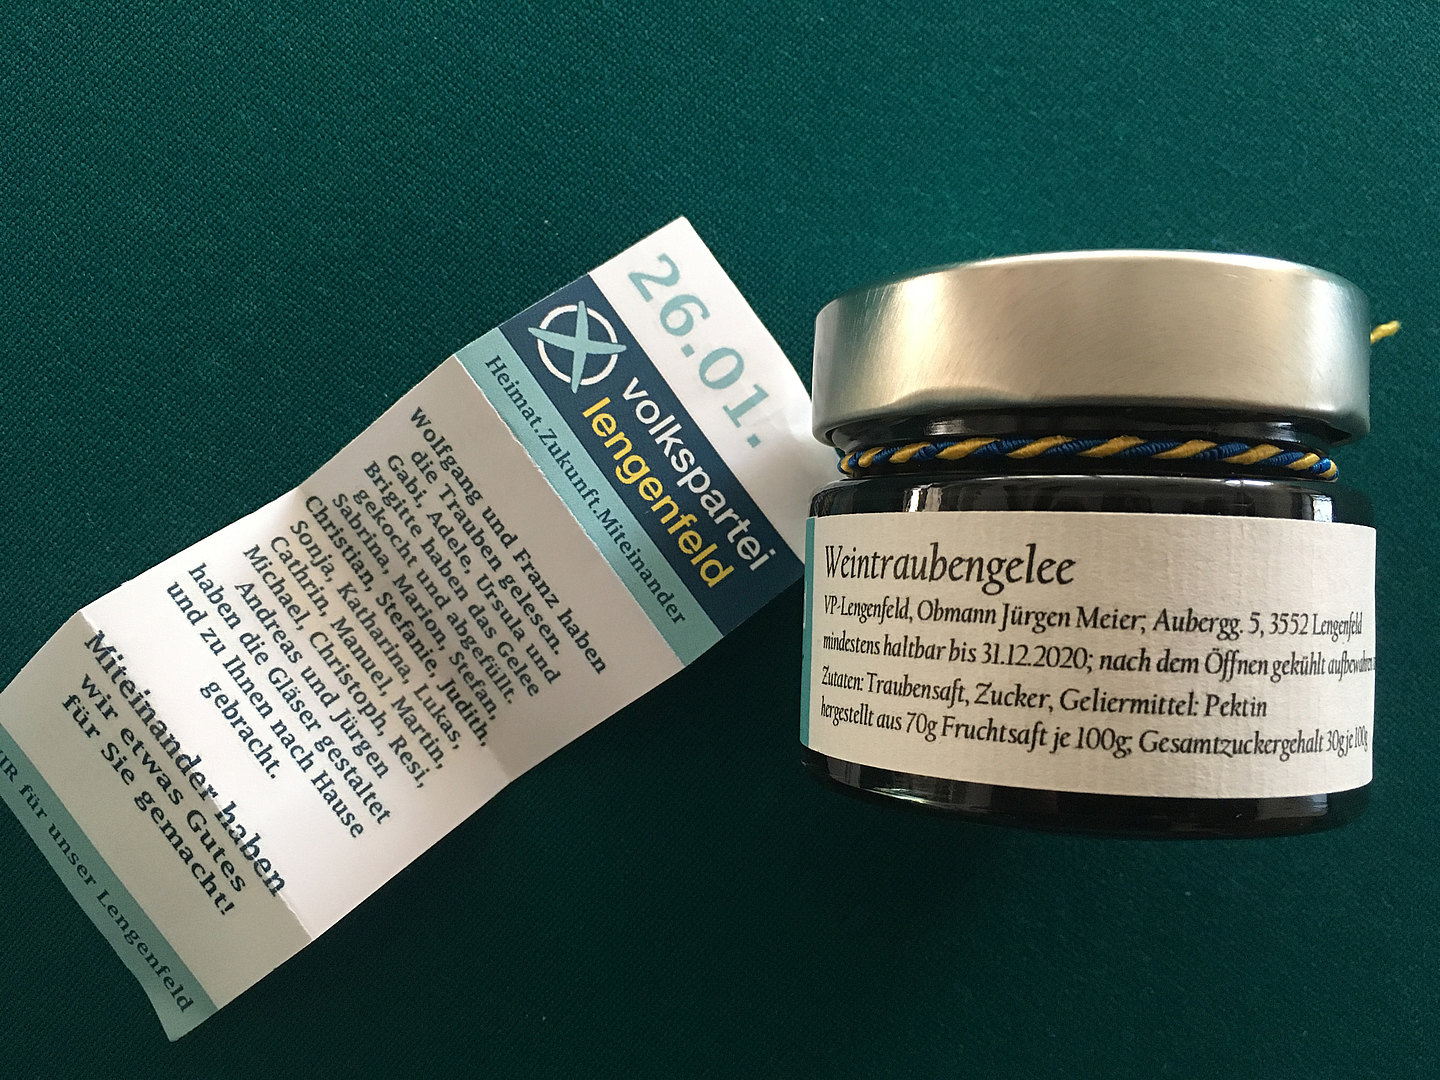 26.01.
volkspartei
lengenfeld
Heimat.Zukunft.Miteinander
Wolfgang und Franz haben
die Trauben gelesen.
Gabi, Adele, Ursula und
Brigitte haben das Gelee
gekocht und abgefüllt.
Sabrina, Marion, Stefan,
Christian, Stefanie, Judith,
Sonja, Katharina, Lukas,
Cathrin, Manuel, Martin,
Michael, Christoph, Resi,
Andreas und Jürgen
haben die Gläser gestaltet
und zu Ihnen nach Hause
gebracht.
Miteinander haben
wir etwas Gutes
für Sie gemacht!
für unser Lengenfeld
Weintraubengelee
VP-Lengenfeld, Obmann Jürgen Meier; Aubergg. 5, 3552 Lengenfeld
mindestens haltbar bis 31.12.2020; nach dem Öffnen gekühlt
Zutaten: Traubensaft, Zucker, Geliermittel: Pektin
hergestellt aus 70g Fruchtsaft je 100g; Gesamtzuckergehalt 30g je 100g